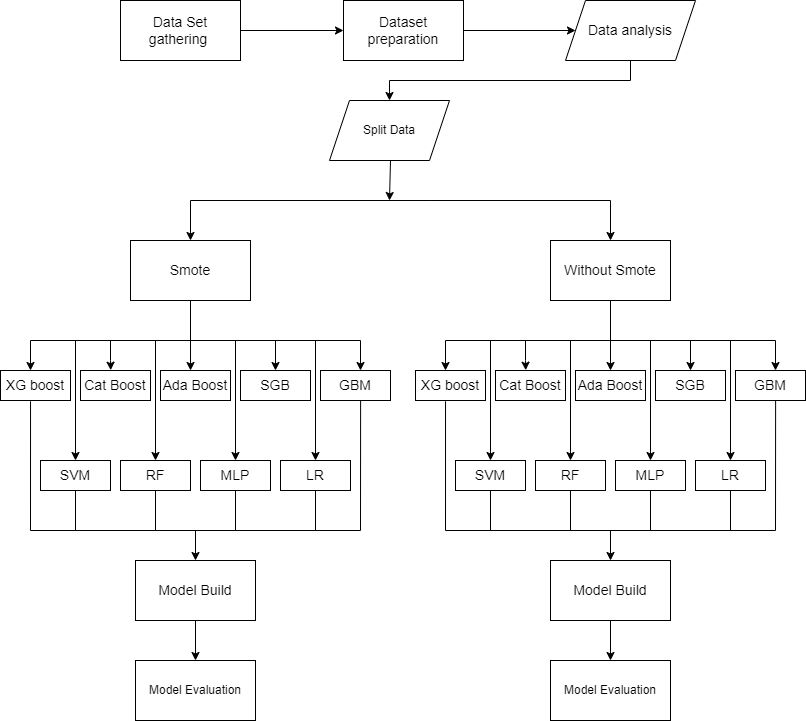 Data Set
gathering
Dataset
preparation
Data analysis
Split Data
Smote
Without Smote
XG boost
Cat Boost
Ada Boost
SGB
GBM
XG boost
Cat Boost
Ada Boost
SGB
GBM
SVM
RF
MLP
LR
SVM
RF
MLP
LR
Model Build
Model Build
Model Evaluation
Model Evaluation